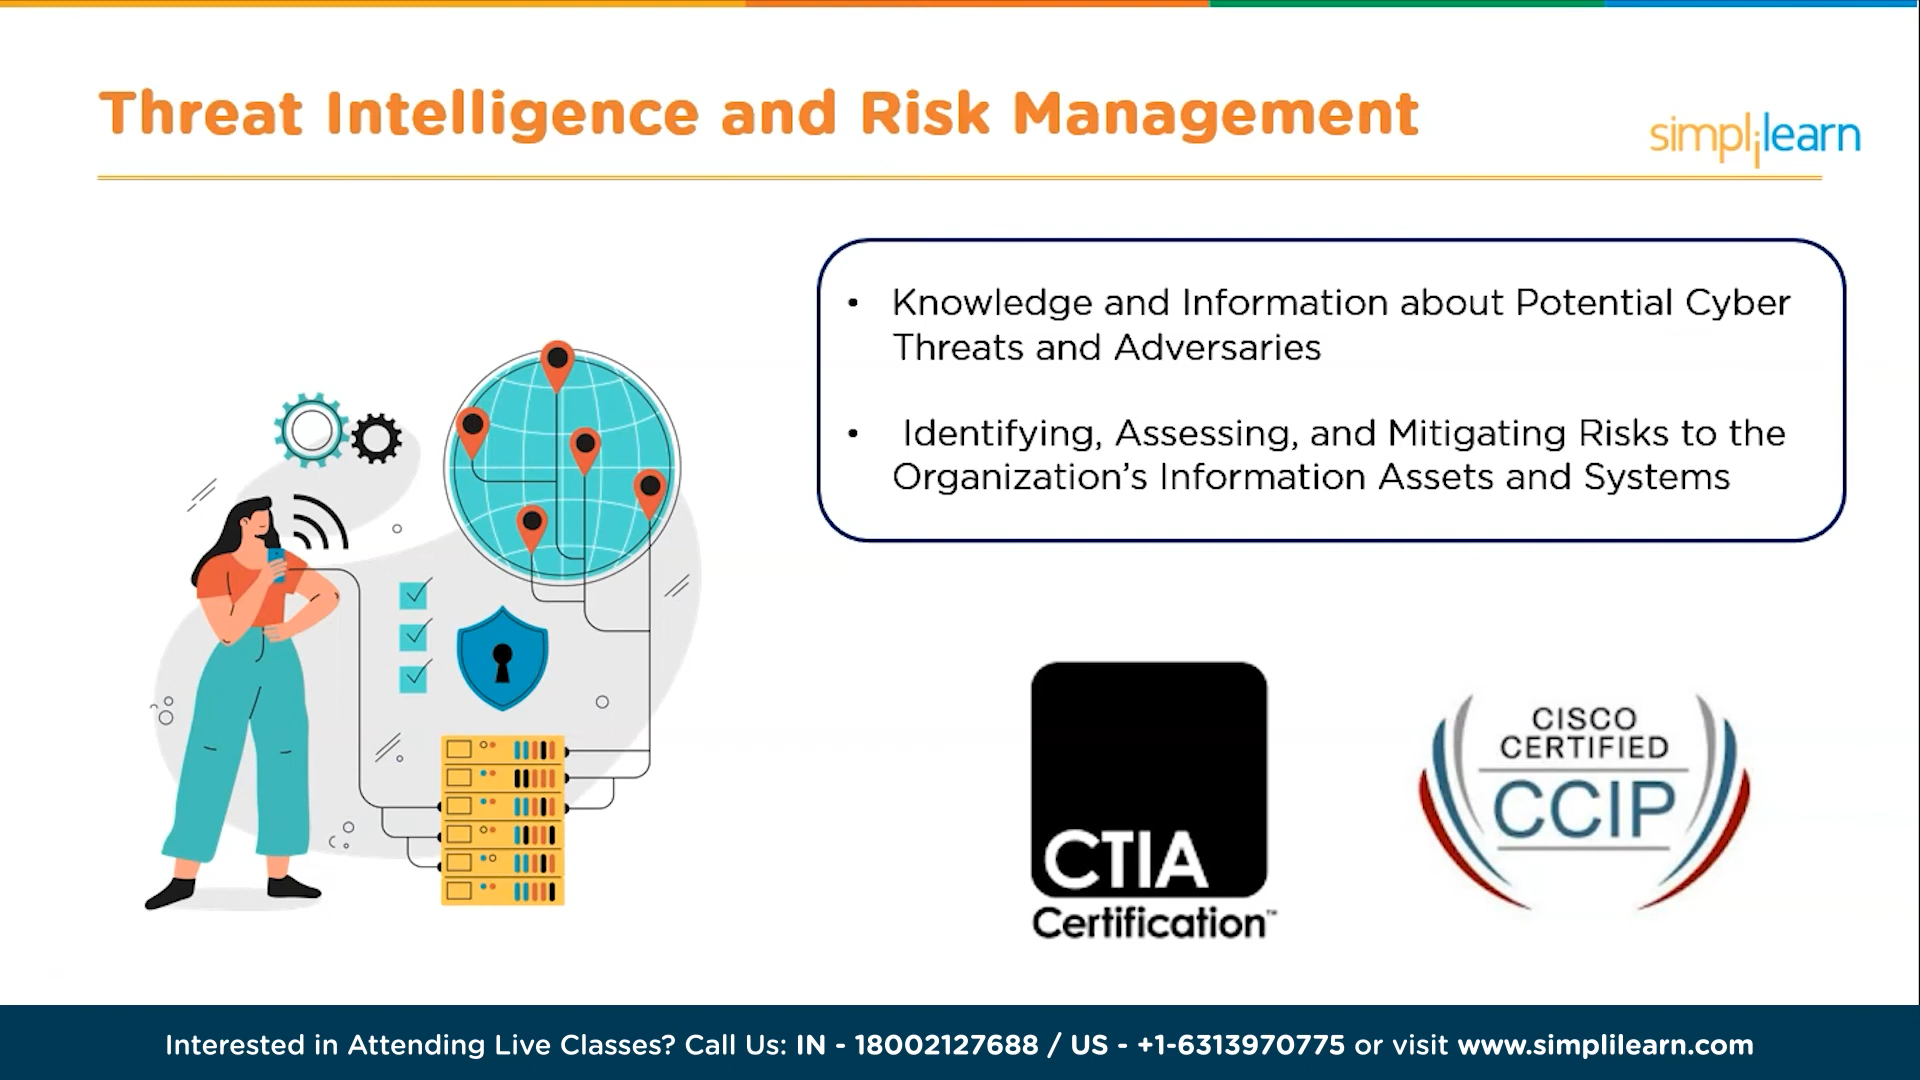 Threat Intelligence and Risk Management
simplilearn
• Knowledge and Information about Potential Cyber
Threats and Adversaries
• Identifying, Assessing, and Mitigating Risks to the
Organization’s Information Assets and Systems
CTIA
Certification™
CISCO
CERTIFIED
CCIP
Interested in Attending Live Classes? Call Us: IN - 18002127688 / US - +1-6313970775 or visit www.simplilearn.com